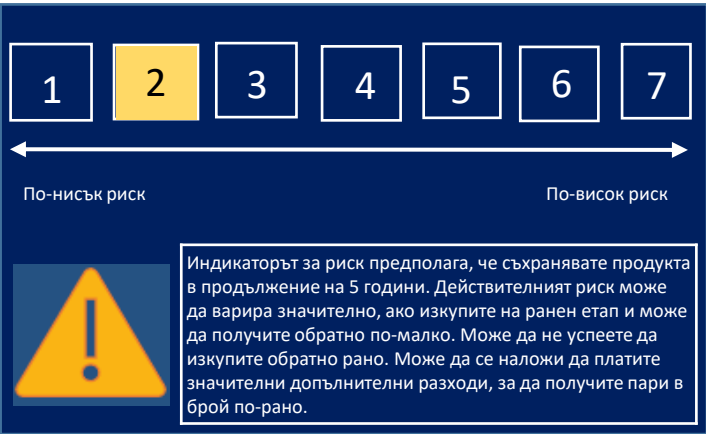 1 2 3 4 5 6 7
По-нисък риск По-висок риск
Индикаторът за риск предполага, че съхранявате продукта
в продължение на 5 години. Действителният риск може
да варира значително, ако изкупите на ранен етап и може
да получите обратно по-малко. Може да не успеете да
изкупите обратно рано. Може да се наложи да платите
значителни допълнителни разходи, за да получите пари в
брой по-рано.